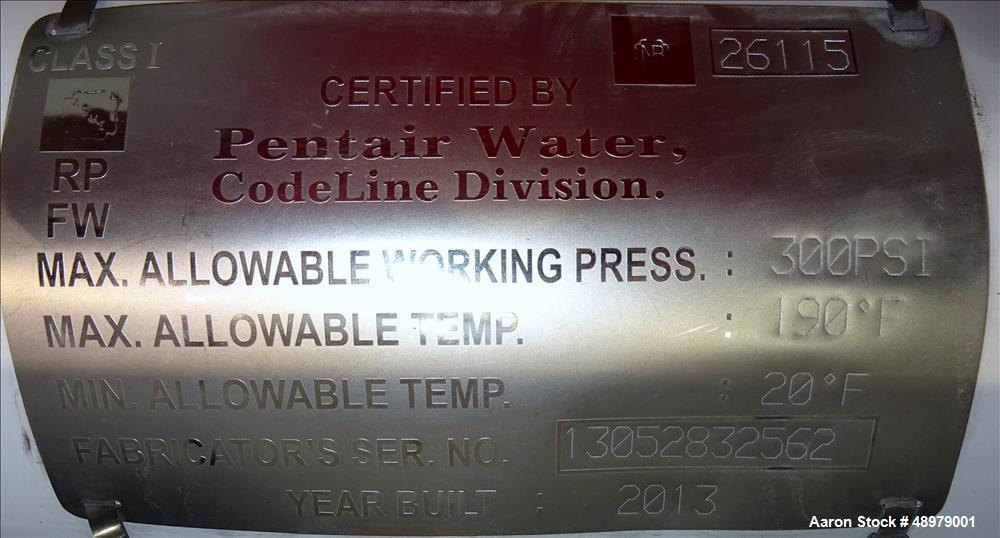 CLASS I
NB
26115
CERTIFIED BY
Pentair Water,
CodeLine Division.
RP
FW
MAX. ALLOWABLE WORKING PRESS. : 300PSI
MAX. ALLOWABLE TEMP. : 190°F
MIN. ALLOWABLE TEMP. : 20°F
FABRICATOR'S SER. NO. 13052832562
YEAR BUILT : 2013
Aaron Stock # 48979001